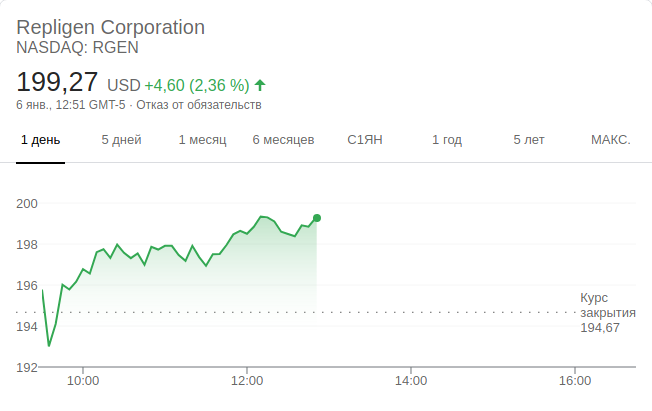 Repligen Corporation
NASDAQ: RGEN
199,27 USD +4,60 (2,36 %)
6 янв., 12:51 GMT-5 · Отказ от обязательств
1 день 5 дней 1 месяц 6 месяцев С1ЯН 1 год 5 лет МАКС.
200
198
196
Курс
закрытия
194,67
194
192
10:00 12:00 14:00 16:00